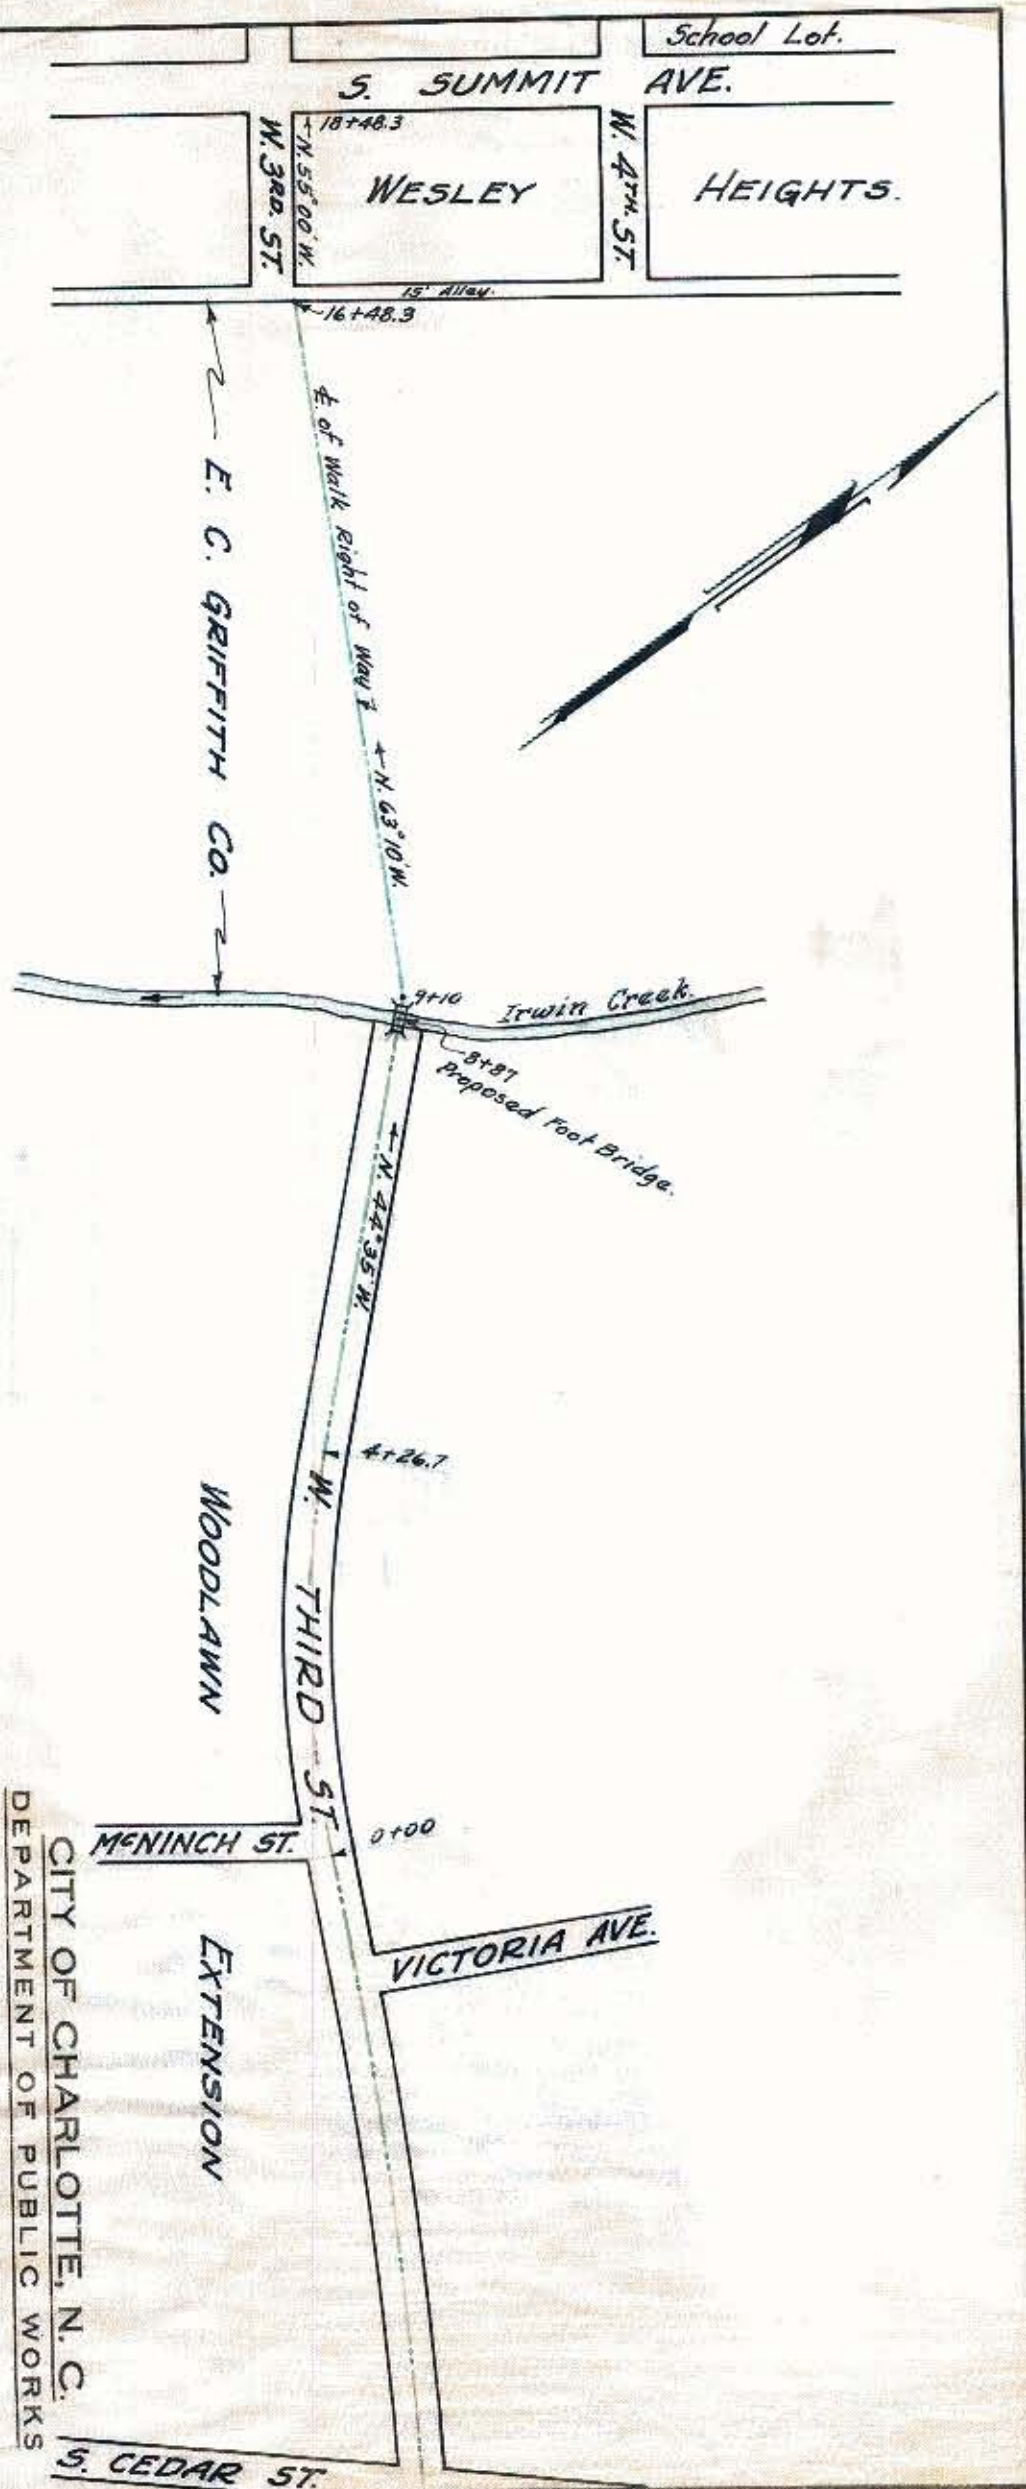 School Lot.
S. SUMMIT AVE.
18+48.3
N. 55° 00' W.
W. 3RD. ST.
WESLEY
W. 4TH. ST.
HEIGHTS.
15' Alley.
16+48.3
℄ of Walk Right of Way
N. 63° 10' W.
E. C. GRIFFITH CO.
9+10
Irwin Creek.
8+87
Proposed Foot Bridge.
N. 44° 35' W.
4+26.7
W. THIRD ST.
WOODLAWN
0+00
McNINCH ST.
VICTORIA AVE.
EXTENSION
CITY OF CHARLOTTE, N. C.
DEPARTMENT OF PUBLIC WORKS
S. CEDAR ST.